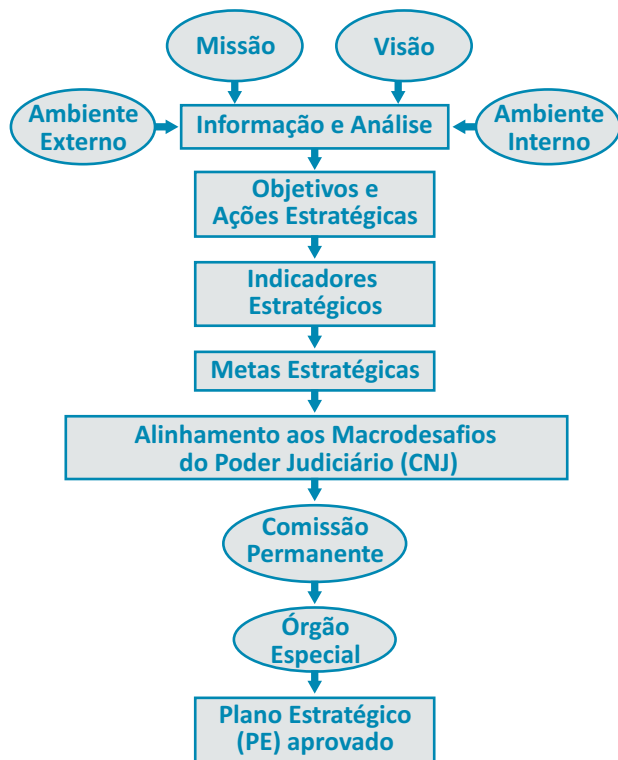 Missão
Visão
Ambiente
Externo
Informação e Análise
Ambiente
Interno
Objetivos e
Ações Estratégicas
Indicadores
Estratégicos
Metas Estratégicas
Alinhamento aos Macrodesafios
do Poder Judiciário (CNJ)
Comissão
Permanente
Órgão
Especial
Plano Estratégico
(PE) aprovado